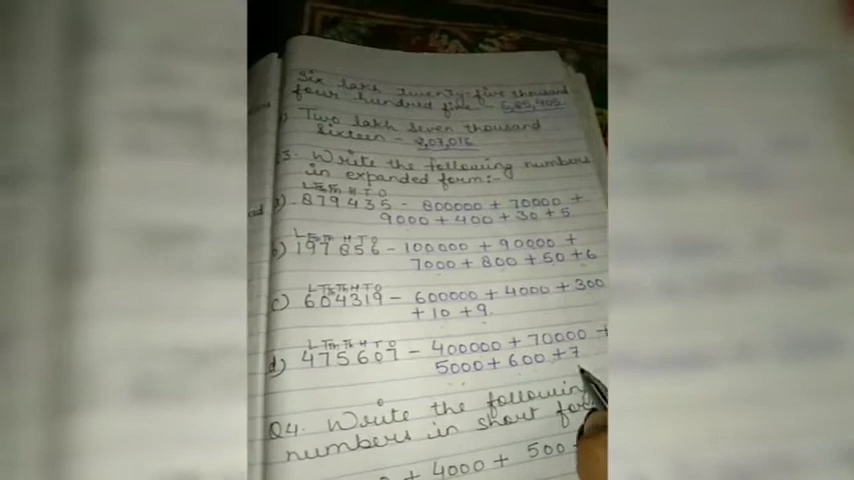 Six lakh twenty-five thousand
four hundred five - 6,25,405.
) Two lakh seven thousand
sixteen - 2,07,016
3. Write the following numbers
in expanded form:-
L TTh Th H T O
a) 879435 - 800000 + 70000 +
9000 + 400 + 30 + 5
L TTh Th H T O
b) 197856 - 100000 + 90000 +
7000 + 800 + 50 + 6
L TTh Th H T O
c) 604319 - 600000 + 4000 + 300
+ 10 + 9.
L TTh Th H T O
d) 475607 - 400000 + 70000 +
5000 + 600 + 7
Q4. Write the following
numbers in short
+ 4000 + 500